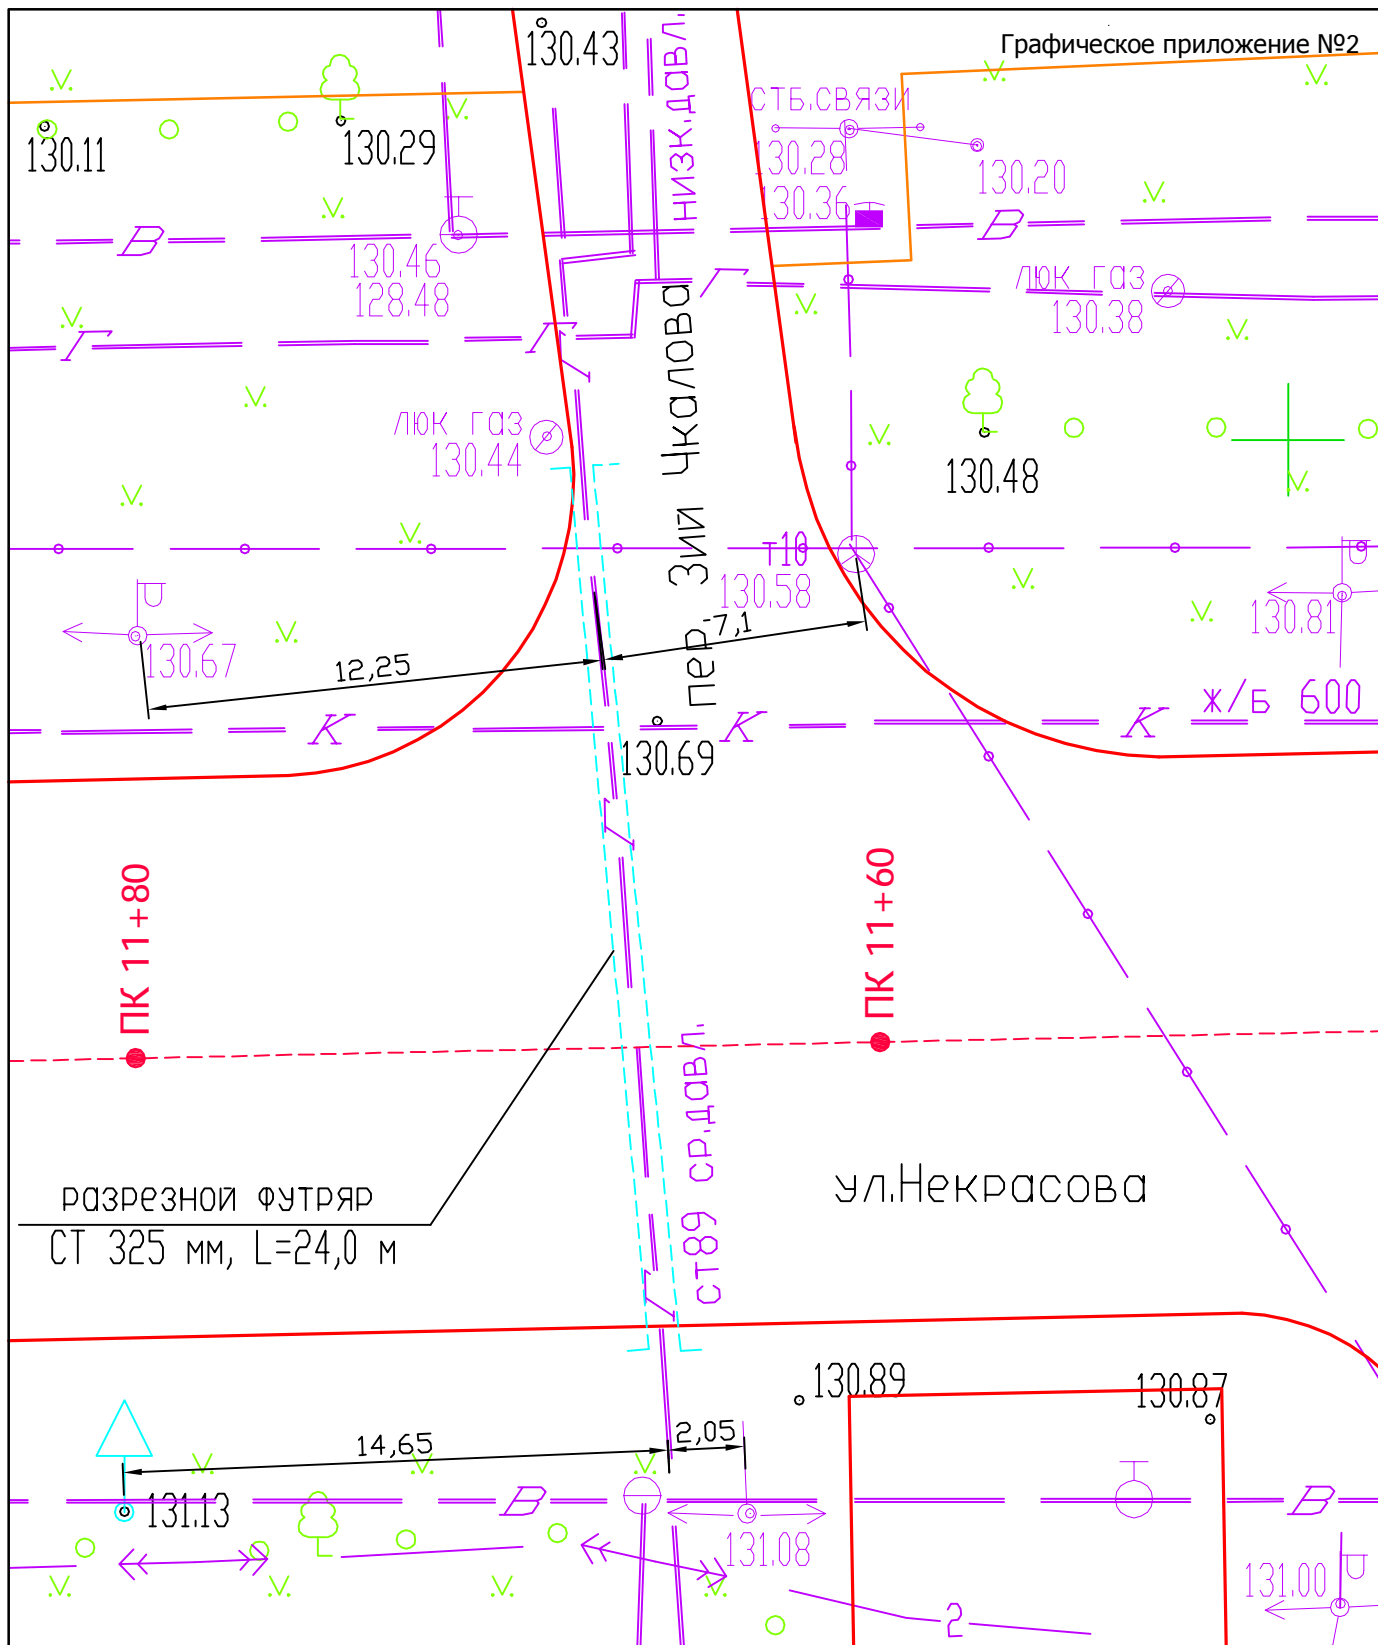 Графическое приложение №2
130.43
низк.давл.
СТБ.СВЯЗИ
130.11
130.29
130.28
130.20
130.36
В
В
130.46
128.48
люк газ
130.38
Г
Г
Г
Г
люк газ
130.44
130.48
пер Зии Чкалова
т10
130.58
130.81
130.67
-7,1
12,25
Ж/Б 600
К
К
К
130.69
Г
ПК 11+80
ПК 11+60
ст89 ср.давл.
разрезной футряр
СТ 325 мм, L=24,0 м
ул.Некрасова
Г
130.89
130.87
14,65
2,05
131.13
В
В
131.08
131.00
2